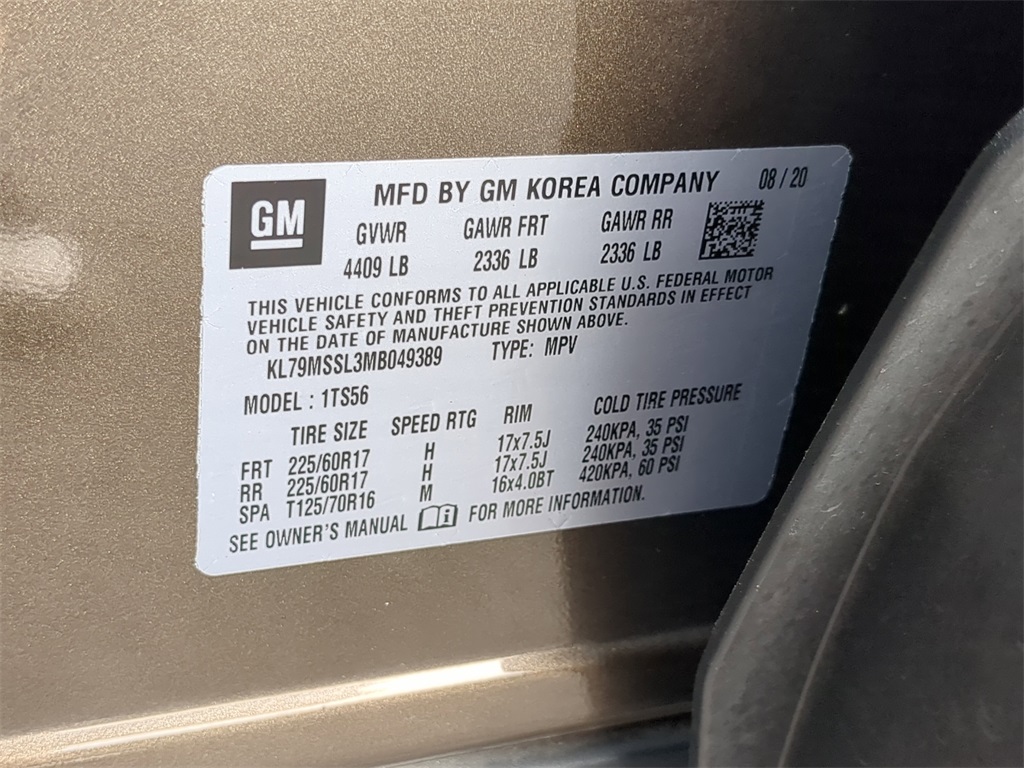 GM
MFD BY GM KOREA COMPANY 08 / 20
GVWR GAWR FRT GAWR RR
4409 LB 2336 LB 2336 LB
THIS VEHICLE CONFORMS TO ALL APPLICABLE U.S. FEDERAL MOTOR
VEHICLE SAFETY AND THEFT PREVENTION STANDARDS IN EFFECT
ON THE DATE OF MANUFACTURE SHOWN ABOVE.
KL79MSSL3MB049389 TYPE: MPV
MODEL : 1TS56
TIRE SIZE SPEED RTG RIM COLD TIRE PRESSURE
FRT 225/60R17 H 17x7.5J 240KPA, 35 PSI
RR 225/60R17 H 17x7.5J 240KPA, 35 PSI
SPA T125/70R16 M 16x4.0BT 420KPA, 60 PSI
SEE OWNER'S MANUAL FOR MORE INFORMATION.